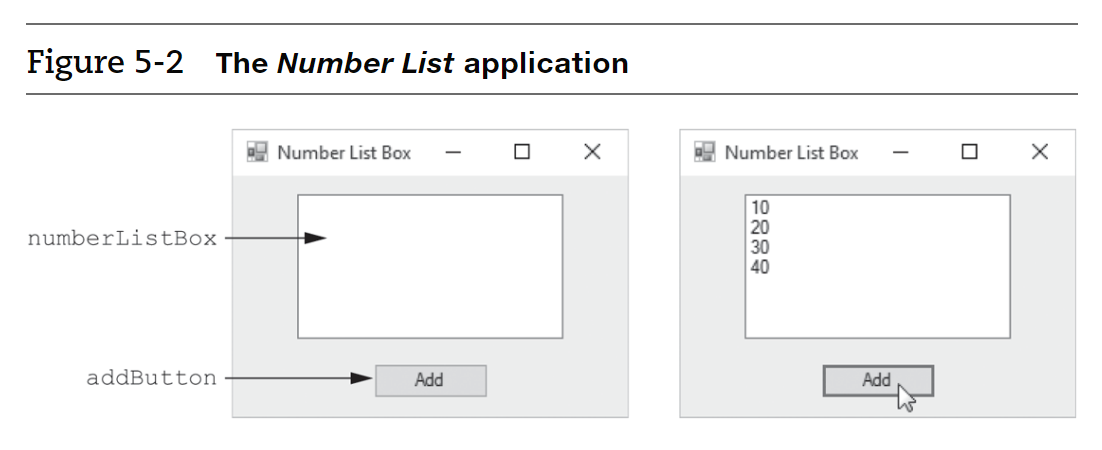 Figure 5-2 The Number List application
Number List Box
numberListBox
addButton
Add
Number List Box
10
20
30
40
Add